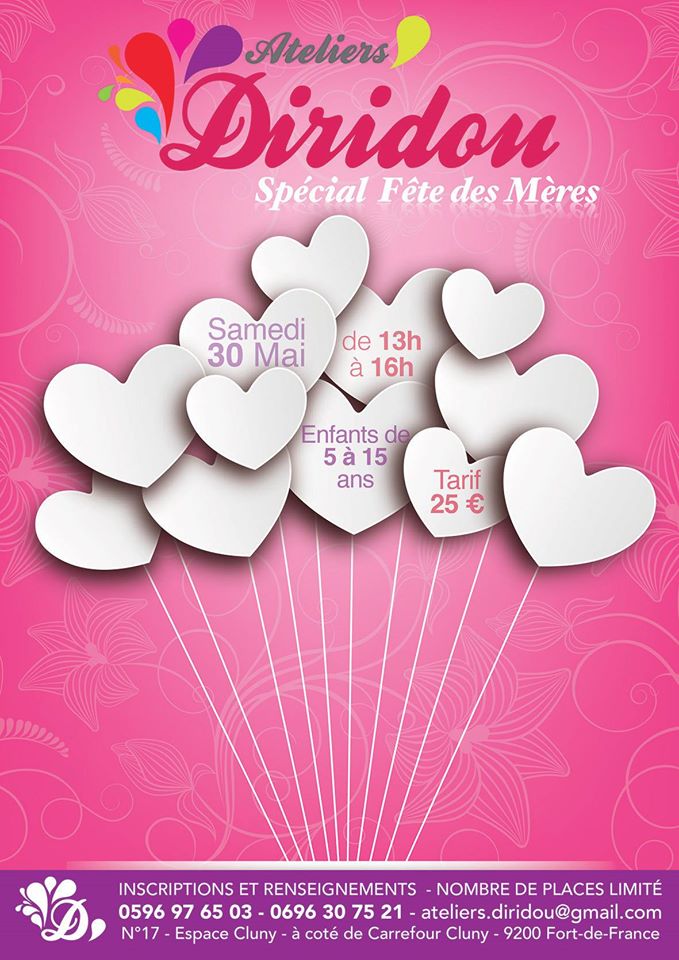 Ateliers
Diridou
Spécial Fête des Mères
Samedi
30 Mai
de 13h
à 16h
Enfants de
5 à 15
ans
Tarif
25 €
INSCRIPTIONS ET RENSEIGNEMENTS - NOMBRE DE PLACES LIMITÉ
0596 97 65 03 - 0696 30 75 21 - ateliers.diridou@gmail.com
N°17 - Espace Cluny - à coté de Carrefour Cluny - 9200 Fort-de-France